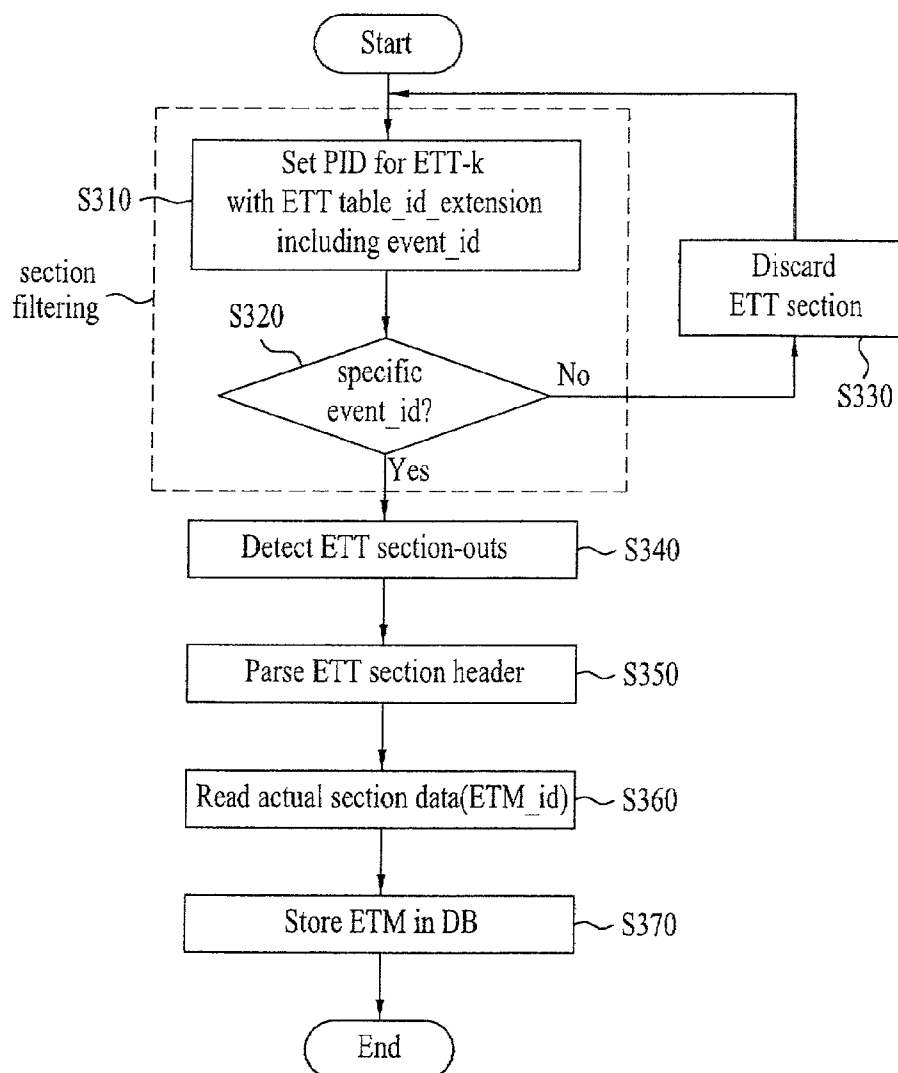 Start
Set PID for ETT-k
with ETT table_id_extension
including event_id
S310
section
filtering
Discard
ETT section
S330
S320
specific
event_id?
No
Yes
Detect ETT section-outs
S340
Parse ETT section header
S350
Read actual section data(ETM_id)
S360
Store ETM in DB
S370
End